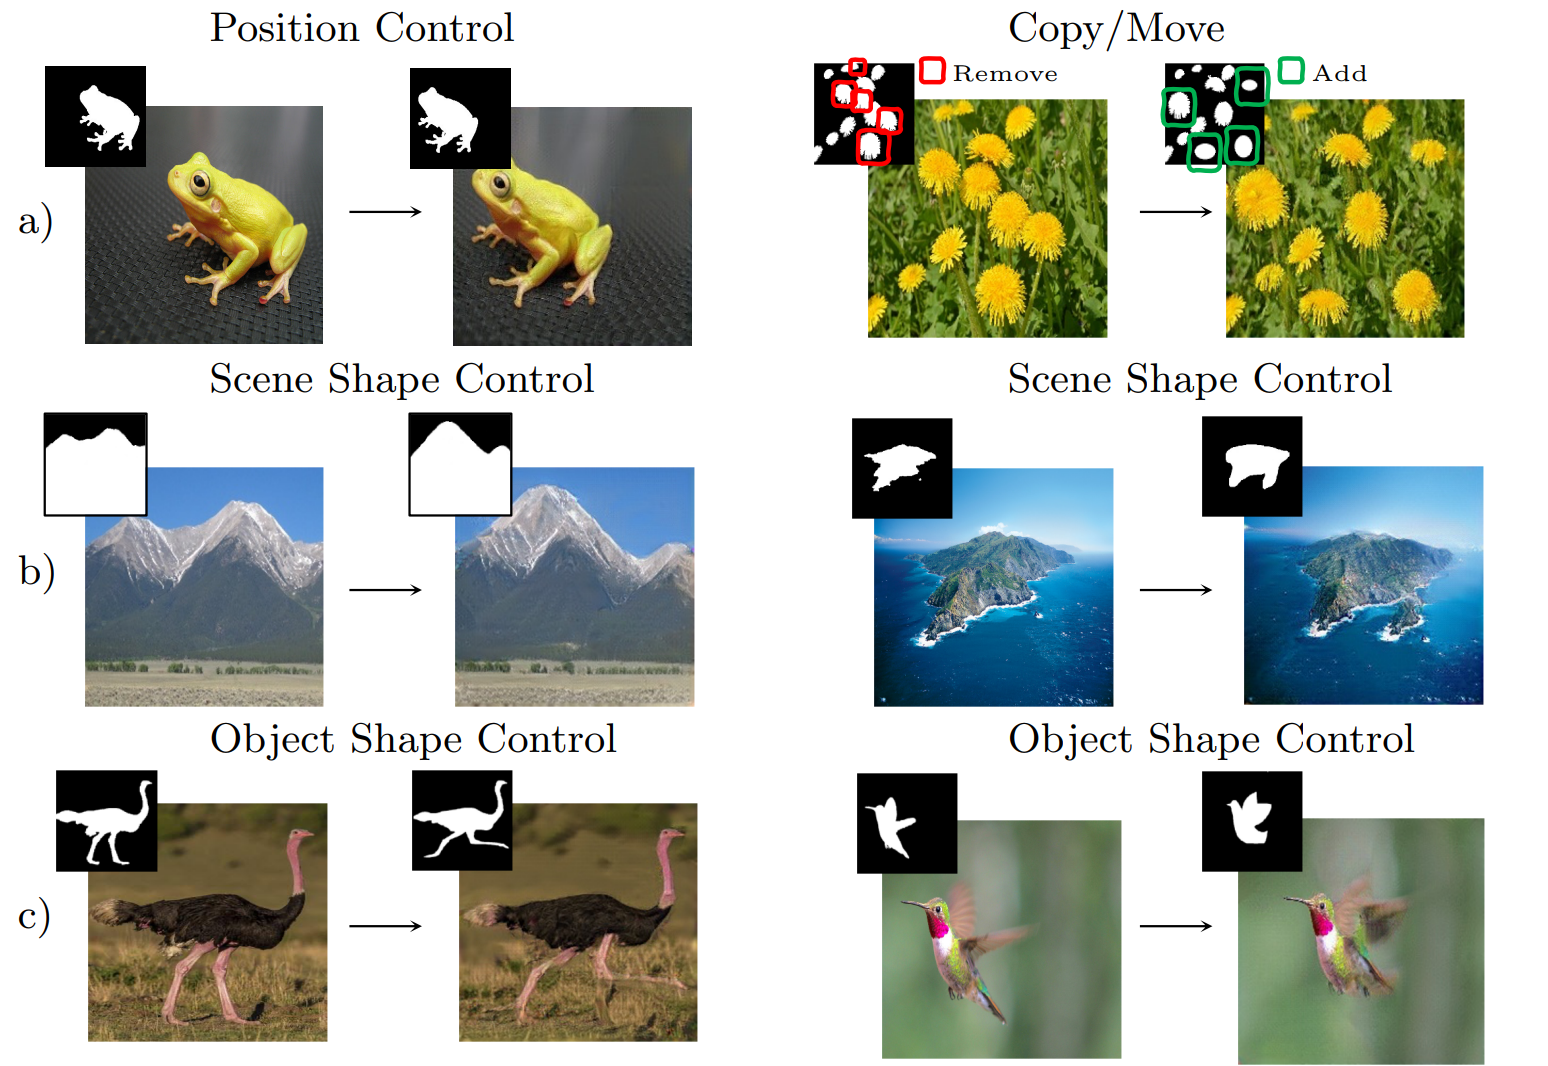 Position Control
Copy/Move
Remove
Add
a)
Scene Shape Control
Scene Shape Control
b)
Object Shape Control
Object Shape Control
c)